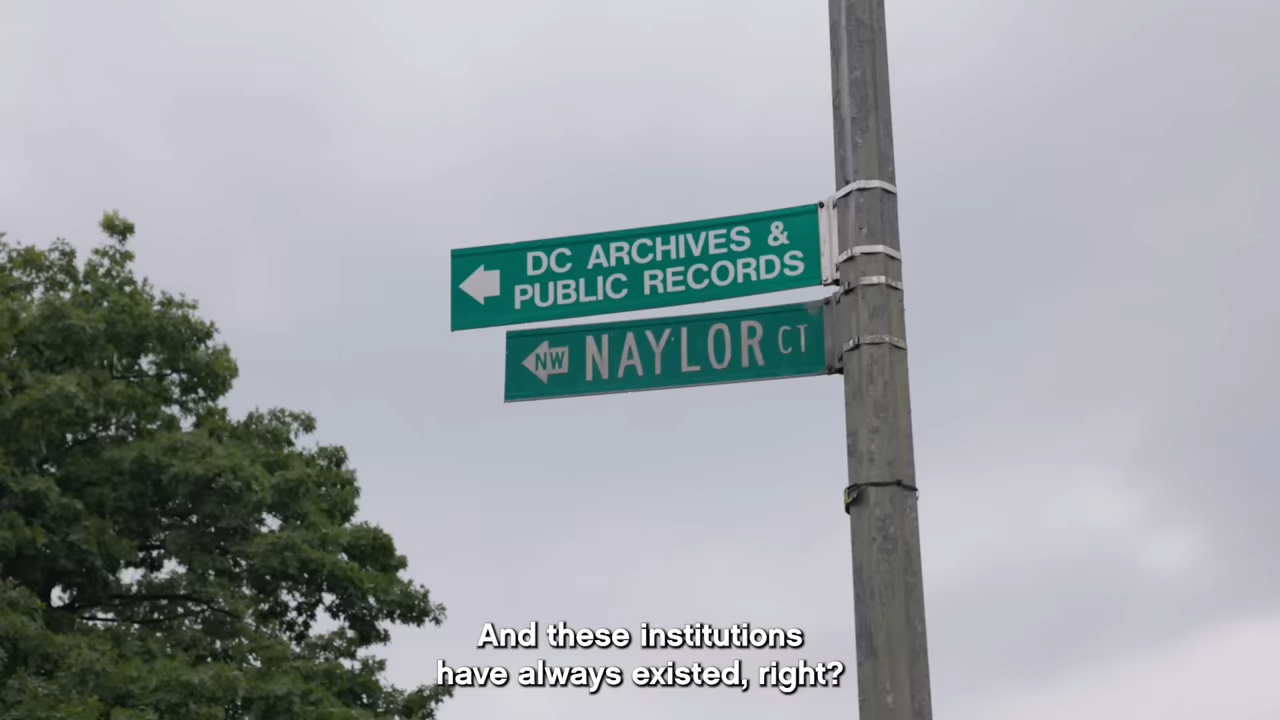 DC ARCHIVES &
PUBLIC RECORDS
NW NAYLOR CT
And these institutions
have always existed, right?